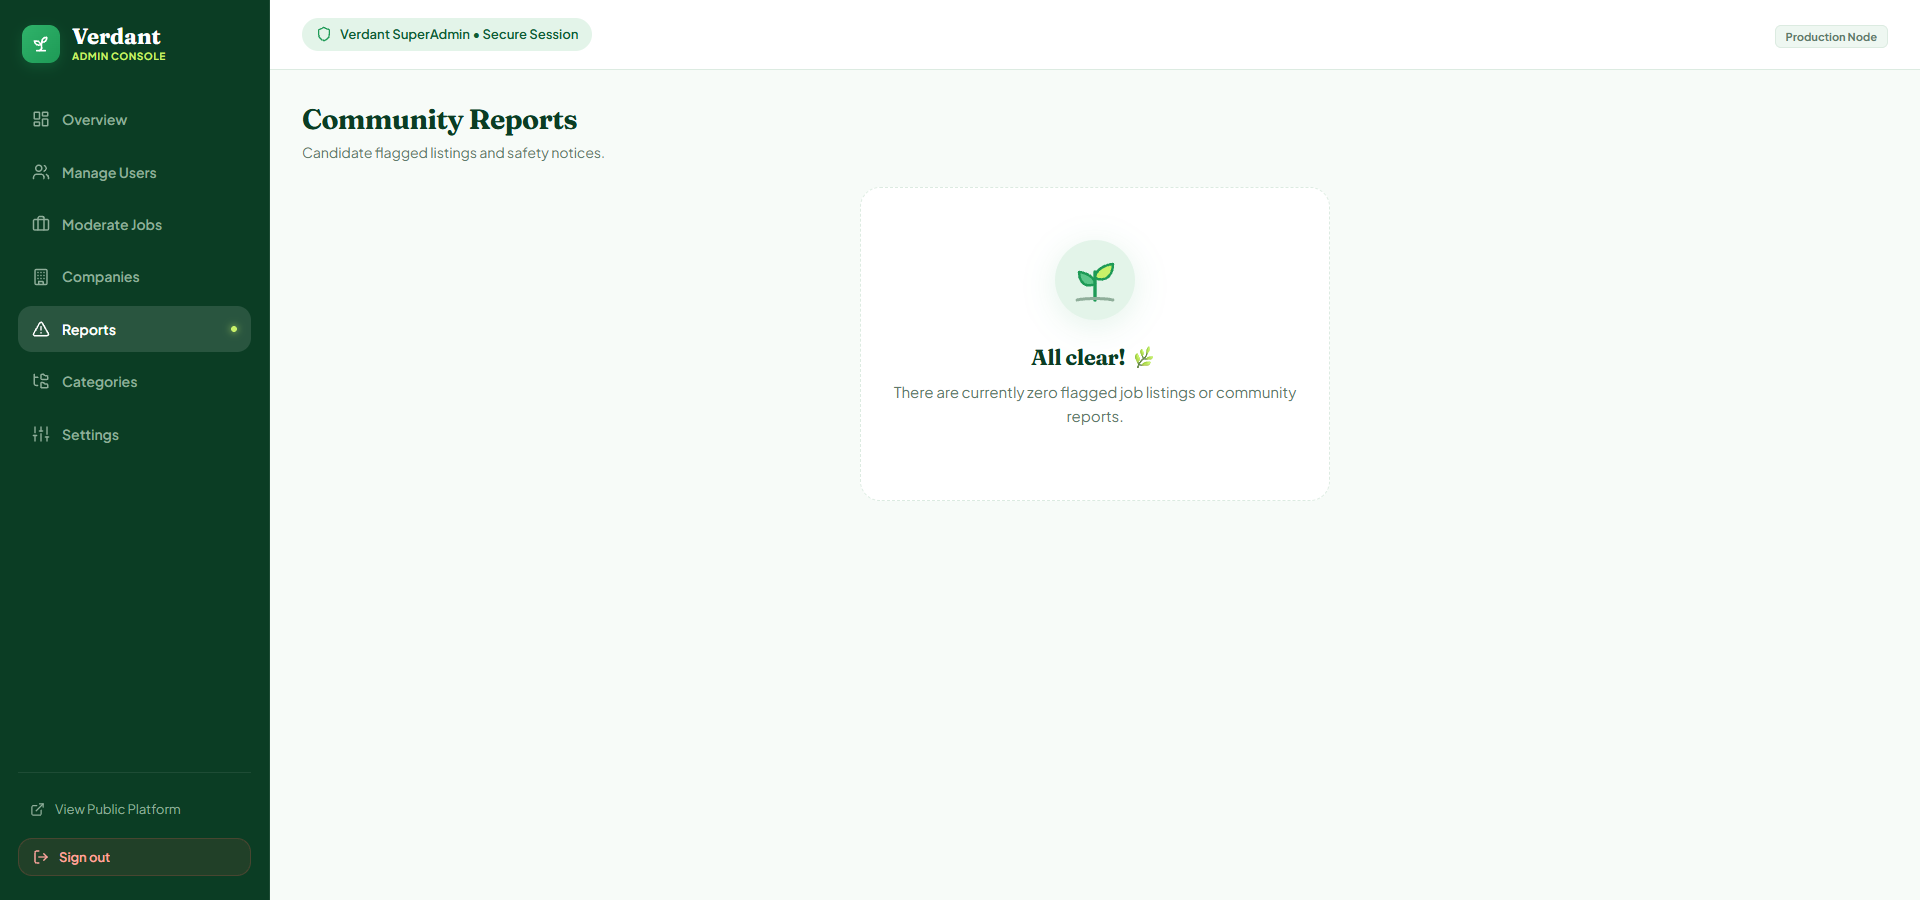 Verdant
ADMIN CONSOLE
Overview
Manage Users
Moderate Jobs
Companies
Reports
Categories
Settings
View Public Platform
Sign out
Verdant SuperAdmin • Secure Session
Production Node
Community Reports
Candidate flagged listings and safety notices.
All clear! 🌿
There are currently zero flagged job listings or community
reports.